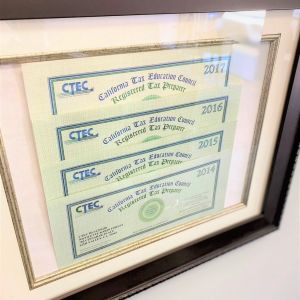 2017
CTEC
California Tax Education Council
Registered Tax Preparer
2016
CTEC
California Tax Education Council
Registered Tax Preparer
2015
CTEC
California Tax Education Council
Registered Tax Preparer
2014
CTEC
California Tax Education Council
Registered Tax Preparer